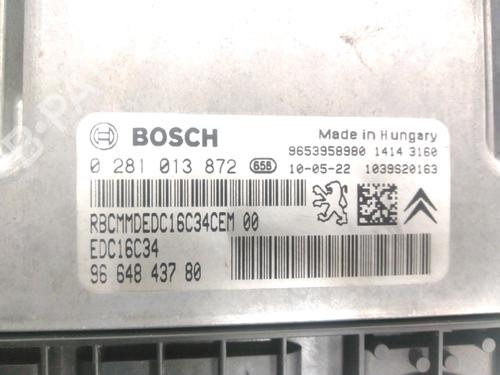 BOSCH
Made in Hungary
9653958980 1414 3160
0 281 013 872 658 10-05-22 1039S20163
RBCMMDEDC16C34CEM 00
EDC16C34
96 648 437 80